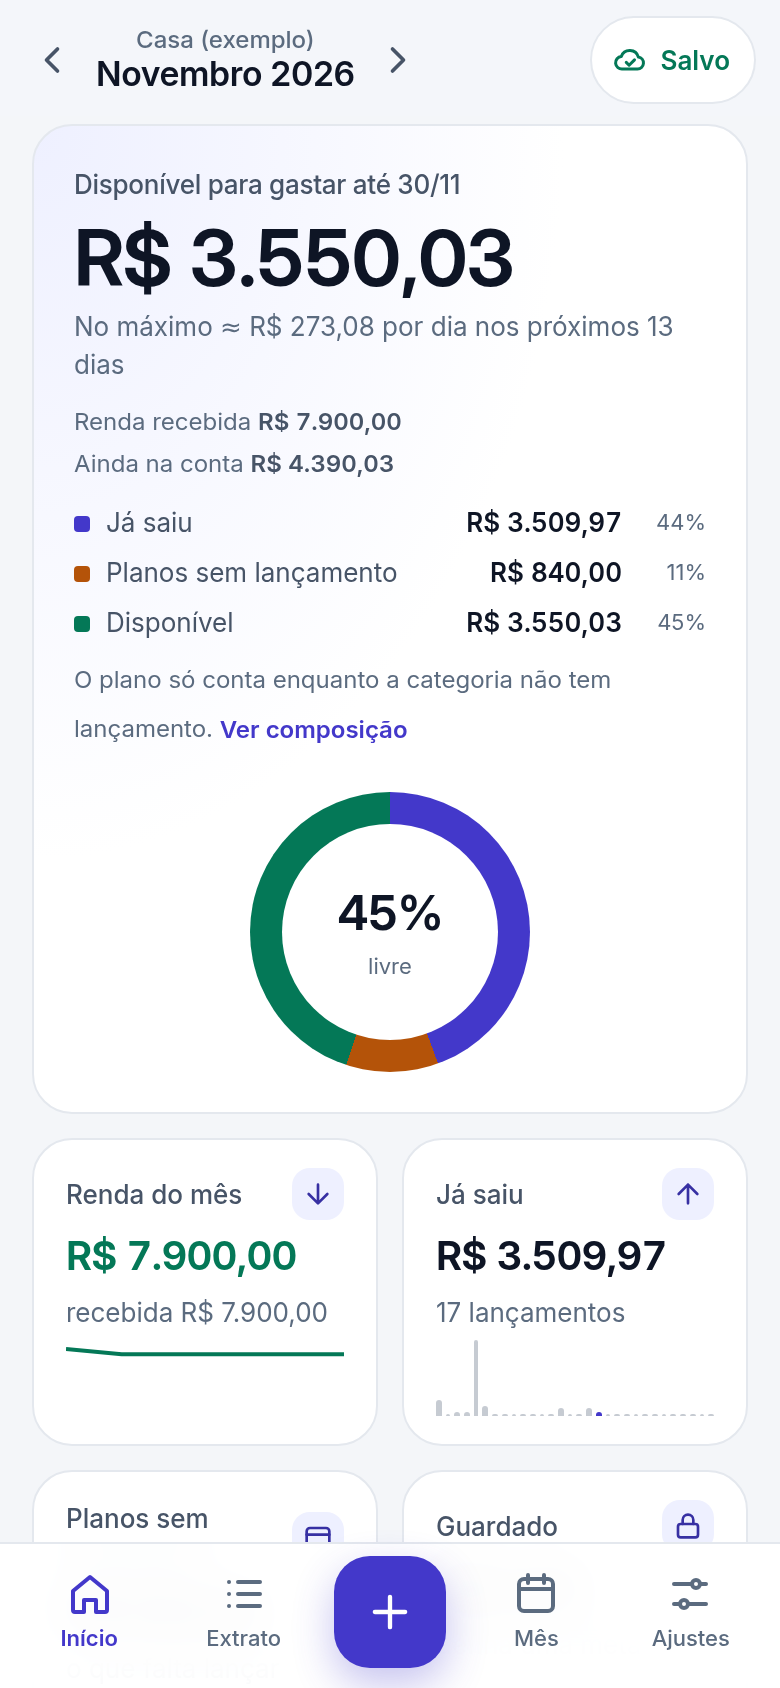 Casa (exemplo)
Novembro 2026
Salvo
Disponível para gastar até 30/11
R$ 3.550,03
No máximo ≈ R$ 273,08 por dia nos próximos 13
dias
Renda recebida R$ 7.900,00
Ainda na conta R$ 4.390,03
Já saiu R$ 3.509,97 44%
Planos sem lançamento R$ 840,00 11%
Disponível R$ 3.550,03 45%
O plano só conta enquanto a categoria não tem
lançamento. Ver composição
45%
livre
Renda do mês
R$ 7.900,00
recebida R$ 7.900,00
Já saiu
R$ 3.509,97
17 lançamentos
Planos sem
Guardado
Início
Extrato
Mês
Ajustes